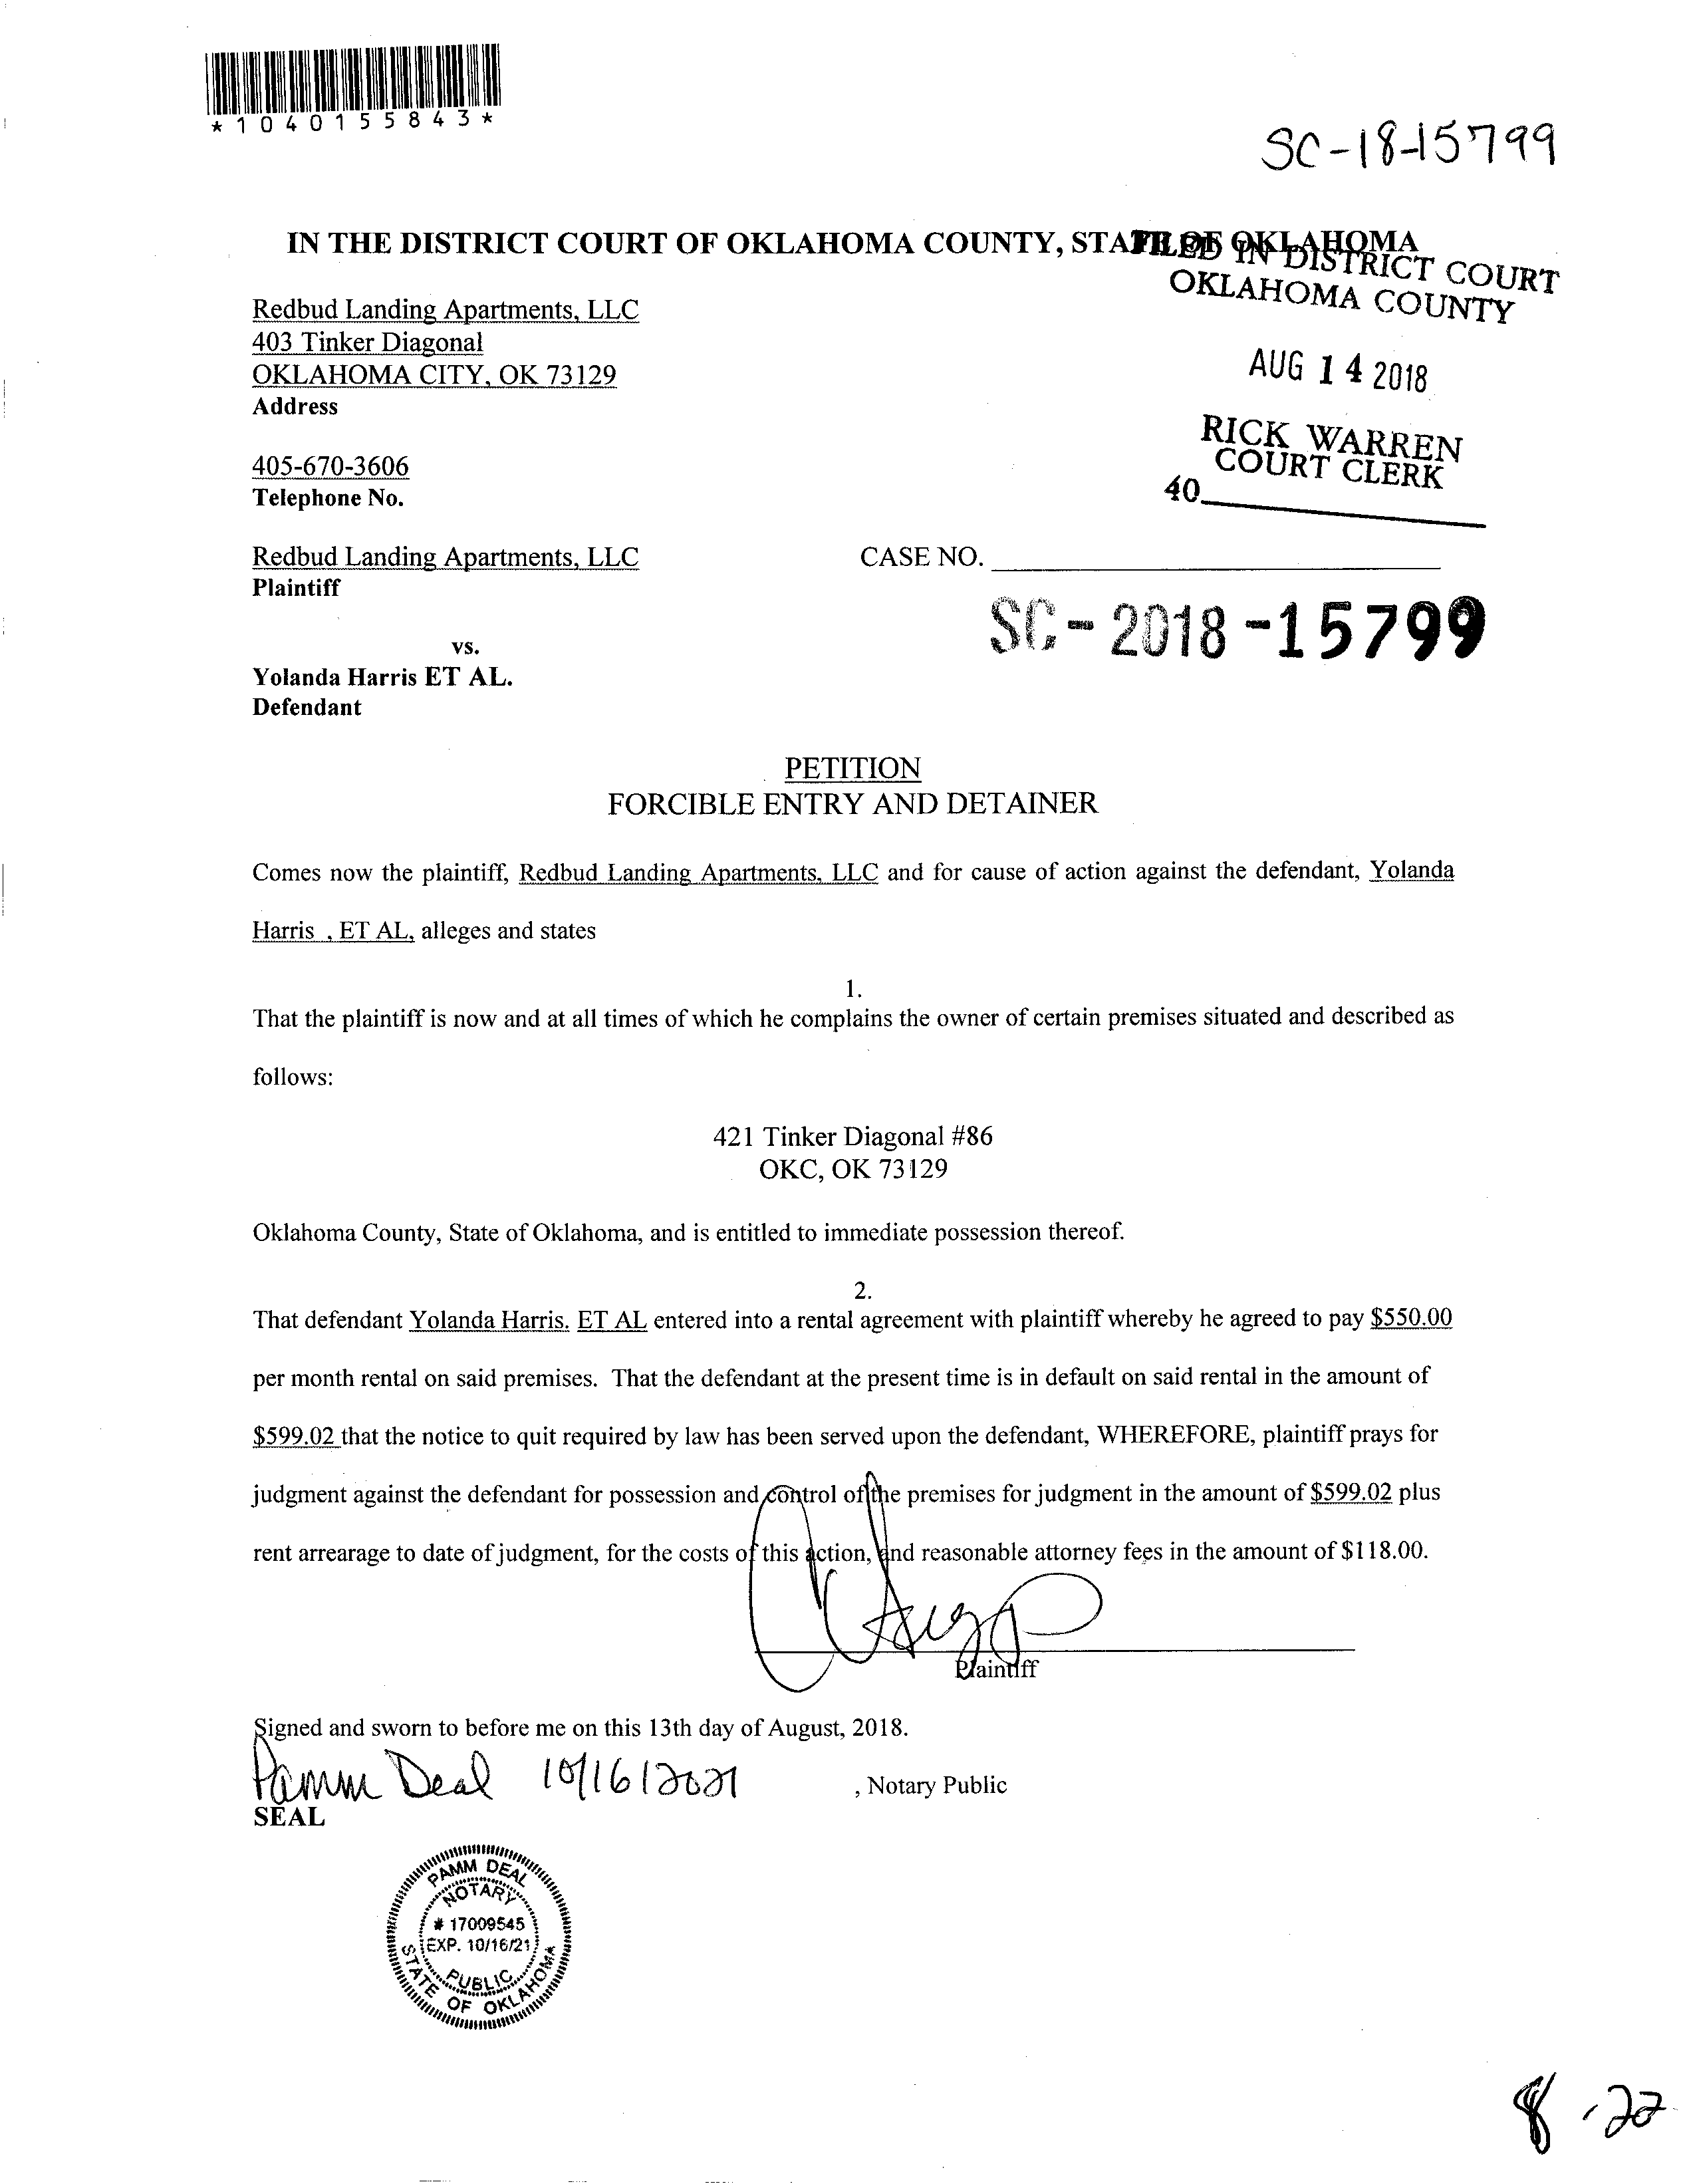 *1040155843*
SC-18-15799
IN THE DISTRICT COURT OF OKLAHOMA COUNTY, STATE OF OKLAHOMA
FILED IN DISTRICT COURT
OKLAHOMA COUNTY
Redbud Landing Apartments, LLC
403 Tinker Diagonal
OKLAHOMA CITY, OK 73129
Address
AUG 14 2018
RICK WARREN
COURT CLERK
40
405-670-3606
Telephone No.
Redbud Landing Apartments, LLC
Plaintiff
CASE NO.
SC-2018-15799
vs.
Yolanda Harris ET AL.
Defendant
PETITION
FORCIBLE ENTRY AND DETAINER
Comes now the plaintiff, Redbud Landing Apartments, LLC and for cause of action against the defendant, Yolanda
Harris , ET AL, alleges and states
1.
That the plaintiff is now and at all times of which he complains the owner of certain premises situated and described as
follows:
421 Tinker Diagonal #86
OKC, OK 73129
Oklahoma County, State of Oklahoma, and is entitled to immediate possession thereof.
2.
That defendant Yolanda Harris. ET AL entered into a rental agreement with plaintiff whereby he agreed to pay $550.00
per month rental on said premises. That the defendant at the present time is in default on said rental in the amount of
$599.02 that the notice to quit required by law has been served upon the defendant, WHEREFORE, plaintiff prays for
judgment against the defendant for possession and control of the premises for judgment in the amount of $599.02 plus
rent arrearage to date of judgment, for the costs of this action, and reasonable attorney fees in the amount of $118.00.
Plaintiff
Signed and sworn to before me on this 13th day of August, 2018.
Pamm Deal 10/16/2021 , Notary Public
SEAL
PAMM DEAL
NOTARY
# 17009545
EXP. 10/16/21
PUBLIC
STATE OF OKLAHOMA
8-22